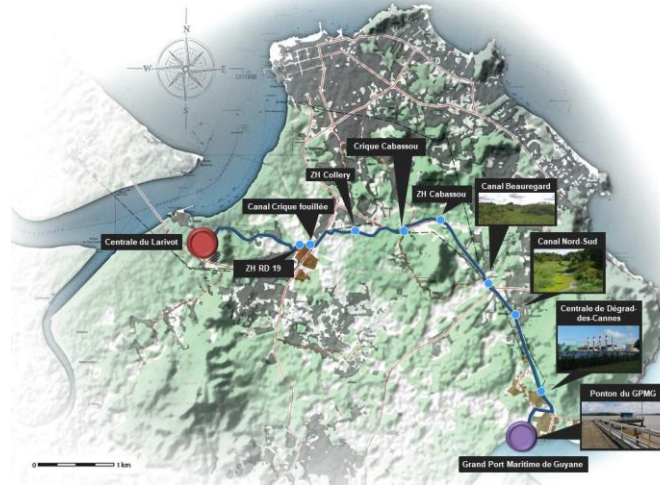 N
W
E
S
CAYENNE
Crique Cabassou
ZH Collery
ZH Cabassou
Canal Beauregard
Canal Crique fouillée
Centrale du Larivot
ZH RD 19
Canal Nord-Sud
Centrale de Dégrad-
des-Cannes
Ponton du GPMG
Grand Port Maritime de Guyane
0
1 km